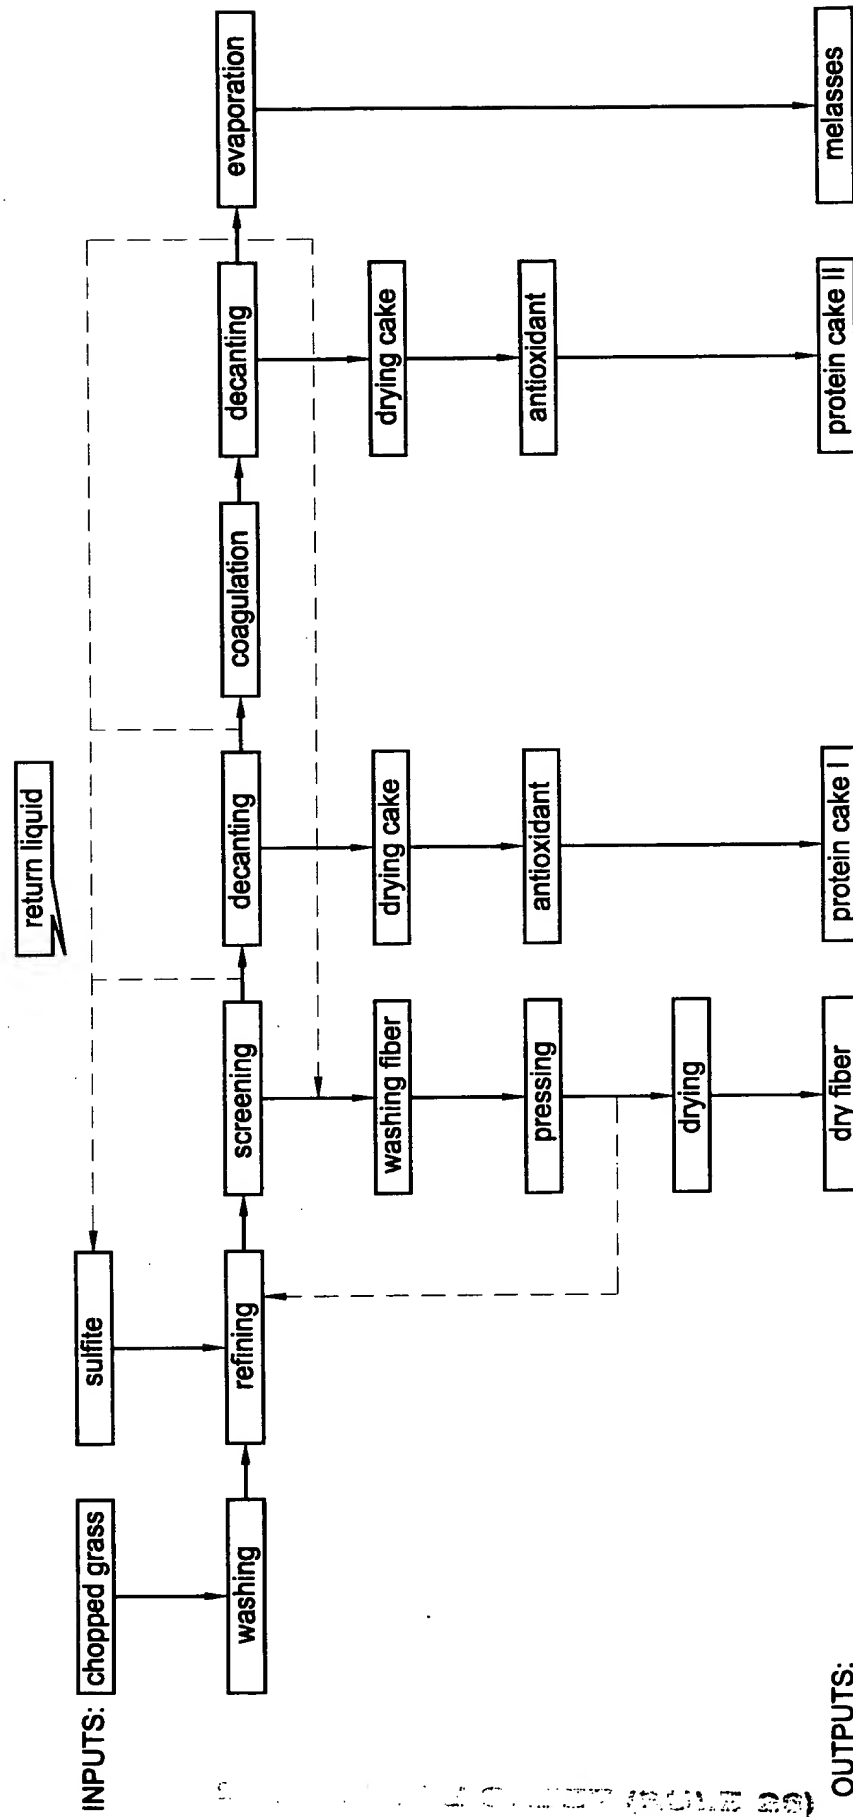 return liquid
INPUTS: chopped grass sulfite
washing refining screening decanting coagulation decanting evaporation
washing fiber drying cake drying cake
pressing antioxidant antioxidant
drying
OUTPUTS: dry fiber protein cake I protein cake II melasses